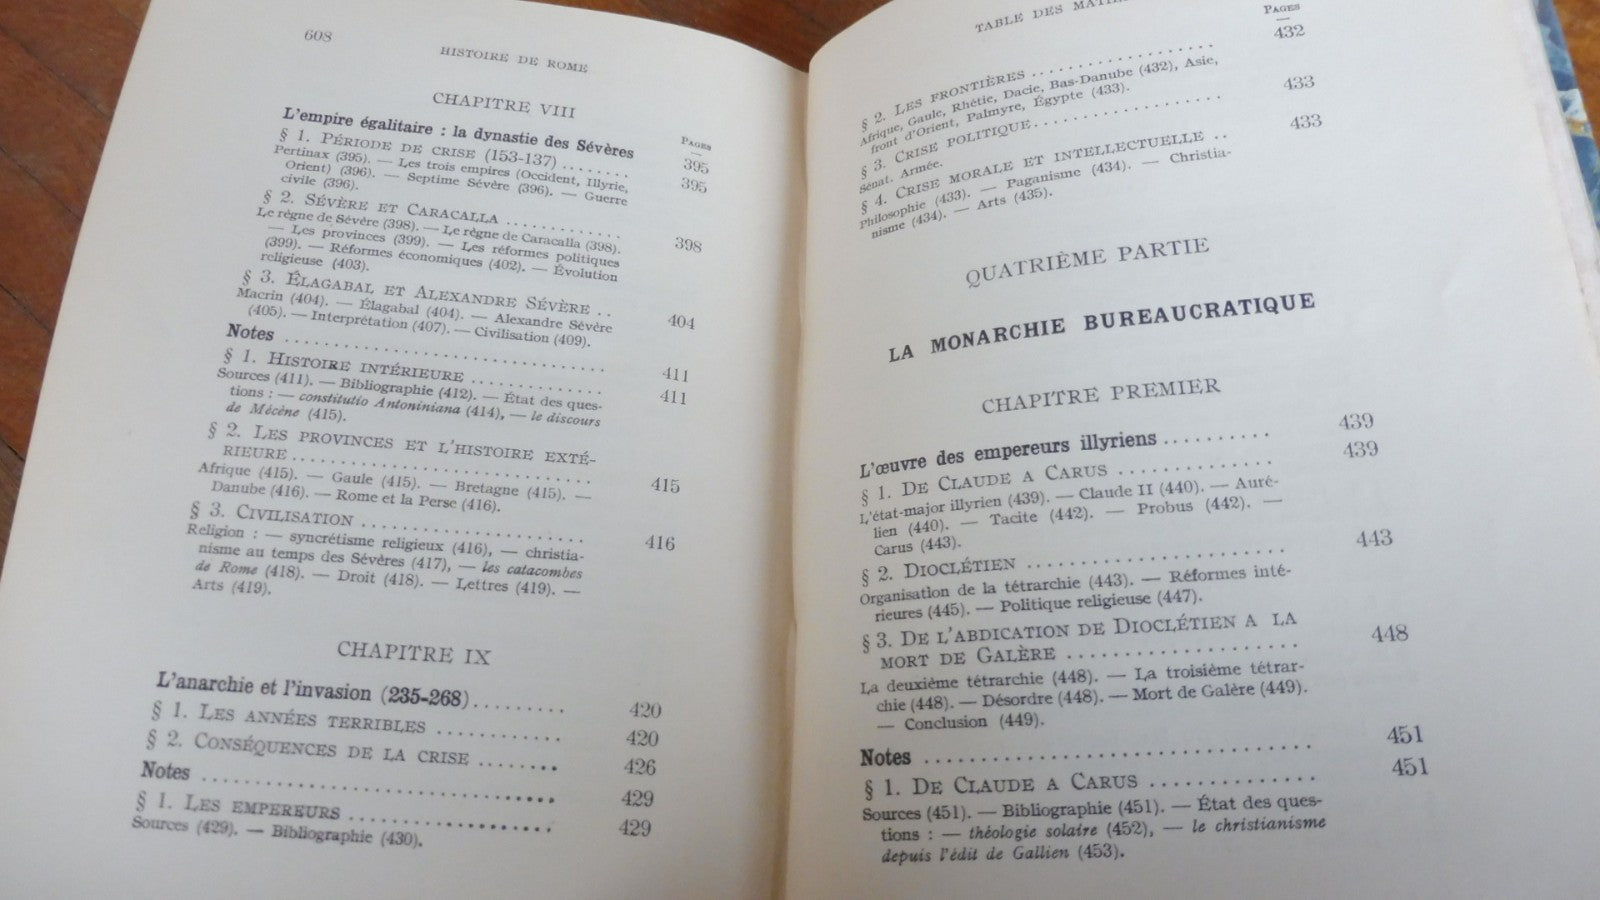 608
HISTOIRE DE ROME
CHAPITRE VIII
Pages
L'empire égalitaire : la dynastie des Sévères 395
§ 1. Période de crise (153-137) ........ 395
Pertinax (395). — Les trois empires (Occident, Illyrie,
Orient) (396). — Septime Sévère (396). — Guerre
civile (396).
§ 2. Sévère et Caracalla ............. 398
Le règne de Sévère (398). — Le règne de Caracalla (398).
— Les provinces (399). — Les réformes politiques
(399). — Réformes économiques (402). — Évolution
religieuse (403).
§ 3. Élagabal et Alexandre Sévère .. 404
Macrin (404). — Élagabal (404). — Alexandre Sévère
(405). — Interprétation (407). — Civilisation (409).
Notes .................................. 411
§ 1. Histoire intérieure .............. 411
Sources (411). — Bibliographie (412). — État des ques-
tions : — constitutio Antoniniana (414), — le discours
de Mécène (415).
§ 2. Les provinces et l'histoire exté-
rieure ............................ 415
Afrique (415). — Gaule (415). — Bretagne (415). —
Danube (416). — Rome et la Perse (416).
§ 3. Civilisation ....................... 416
Religion : — syncrétisme religieux (416), — christia-
nisme au temps des Sévères (417), — les catacombes
de Rome (418). — Droit (418). — Lettres (419). —
Arts (419).
CHAPITRE IX
L'anarchie et l'invasion (235-268) ......... 420
§ 1. Les années terribles ............ 420
§ 2. Conséquences de la crise ........ 426
Notes .................................. 429
§ 1. Les empereurs .................... 429
Sources (429). — Bibliographie (430).
TABLE DES
Pages
§ 2. Les frontières .................. 432
Afrique, Gaule, Rhétie, Dacie, Bas-Danube (432), Asie,
front d'Orient, Palmyre, Égypte (433).
§ 3. Crise politique .................. 433
Sénat. Armée.
§ 4. Crise morale et intellectuelle .. 433
Philosophie (433). — Paganisme (434). — Christia-
nisme (434). — Arts (435).
QUATRIÈME PARTIE
LA MONARCHIE BUREAUCRATIQUE
CHAPITRE PREMIER
L'œuvre des empereurs illyriens .......... 439
§ 1. De Claude a Carus .............. 439
L'état-major illyrien (439). — Claude II (440). — Auré-
lien (440). — Tacite (442). — Probus (442). —
Carus (443).
§ 2. Dioclétien ...................... 443
Organisation de la tétrarchie (443). — Réformes inté-
rieures (445). — Politique religieuse (447).
§ 3. De l'abdication de Dioclétien a la
mort de Galère .................... 448
La deuxième tétrarchie (448). — La troisième tétrar-
chie (448). — Désordre (448). — Mort de Galère (449).
— Conclusion (449).
Notes .................................. 451
§ 1. De Claude a Carus .............. 451
Sources (451). — Bibliographie (451). — État des ques-
tions : — théologie solaire (452), — le christianisme
depuis l'édit de Gallien (453).